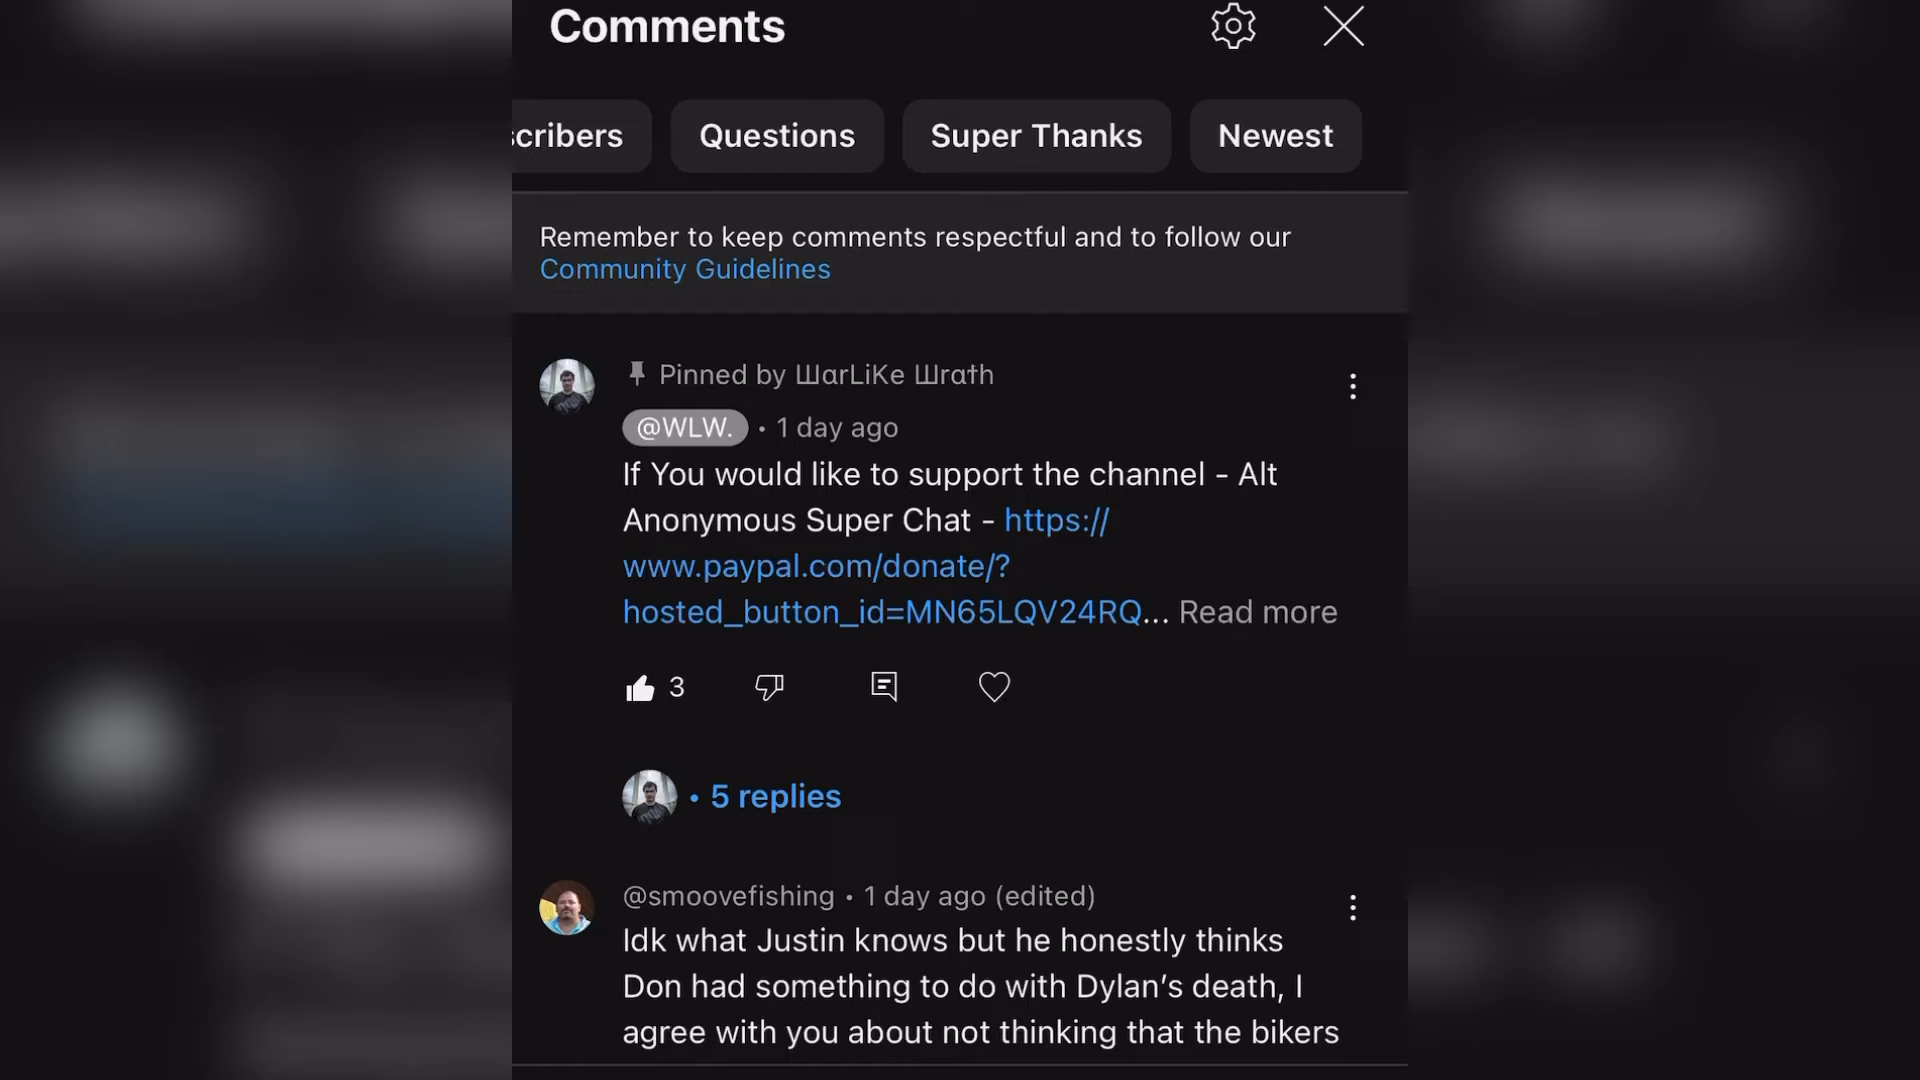 Comments
scribers
Questions
Super Thanks
Newest
Remember to keep comments respectful and to follow our
Community Guidelines
Pinned by ШarLiKe Шrath
@WLW. • 1 day ago
If You would like to support the channel - Alt
Anonymous Super Chat - https://
www.paypal.com/donate/?
hosted_button_id=MN65LQV24RQ... Read more
3
• 5 replies
@smoovefishing • 1 day ago (edited)
Idk what Justin knows but he honestly thinks
Don had something to do with Dylan’s death, I
agree with you about not thinking that the bikers